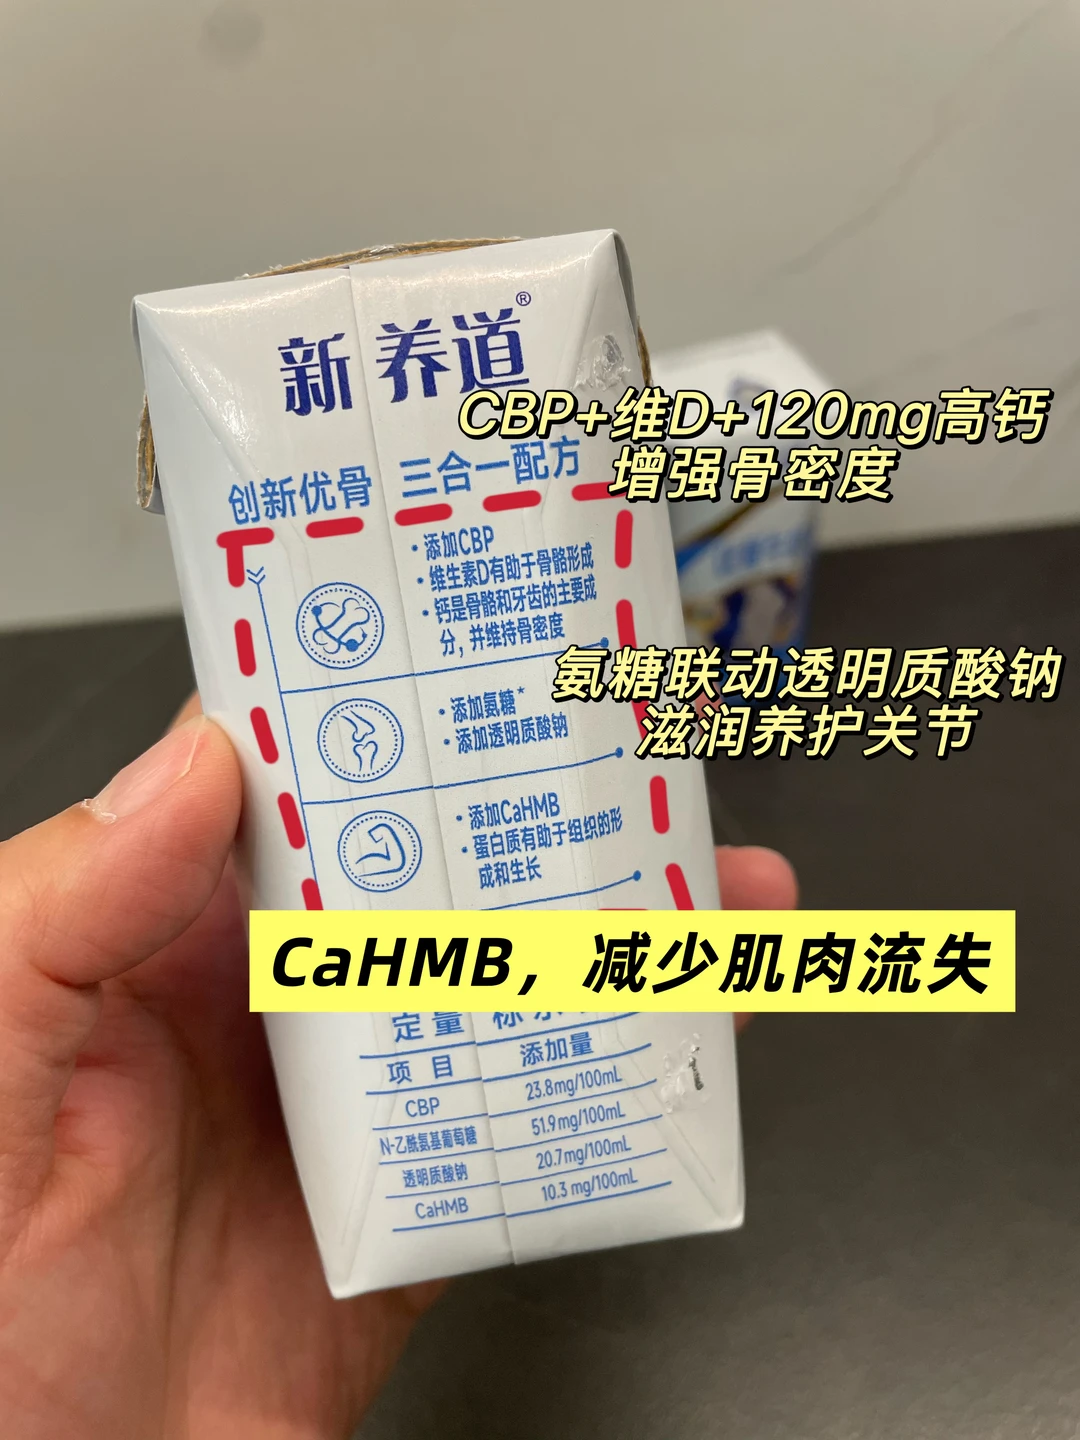 新养道®
CBP+维D+120mg高钙
增强骨密度
创新优骨 三合一配方
·添加CBP
·维生素D有助于骨骼形成
·钙是骨骼和牙齿的主要成
分，并维持骨密度
氨糖联动透明质酸钠
滋润养护关节
·添加氨糖*
·添加透明质酸钠
·添加CaHMB
·蛋白质有助于组织的形
成和生长
CaHMB，减少肌肉流失
定量 标
项目 添加量
CBP 23.8mg/100mL
N-乙酰氨基葡萄糖 51.9mg/100mL
透明质酸钠 20.7mg/100mL
CaHMB 10.3 mg/100mL